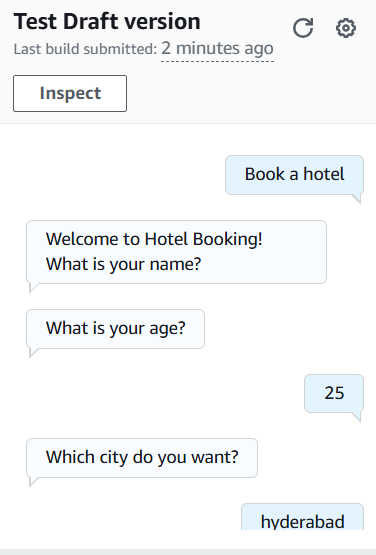 Test Draft version
Last build submitted: 2 minutes ago
Inspect
Book a hotel
Welcome to Hotel Booking!
What is your name?
What is your age?
25
Which city do you want?
hyderabad